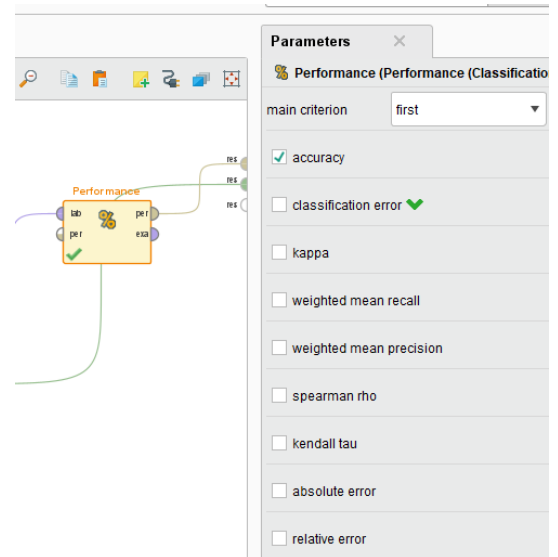 Parameters
Performance (Performance (Classificatio
main criterion
first
accuracy
classification error
kappa
weighted mean recall
weighted mean precision
spearman rho
kendall tau
absolute error
relative error
res
res
res
Performance
lab
per
per
exa